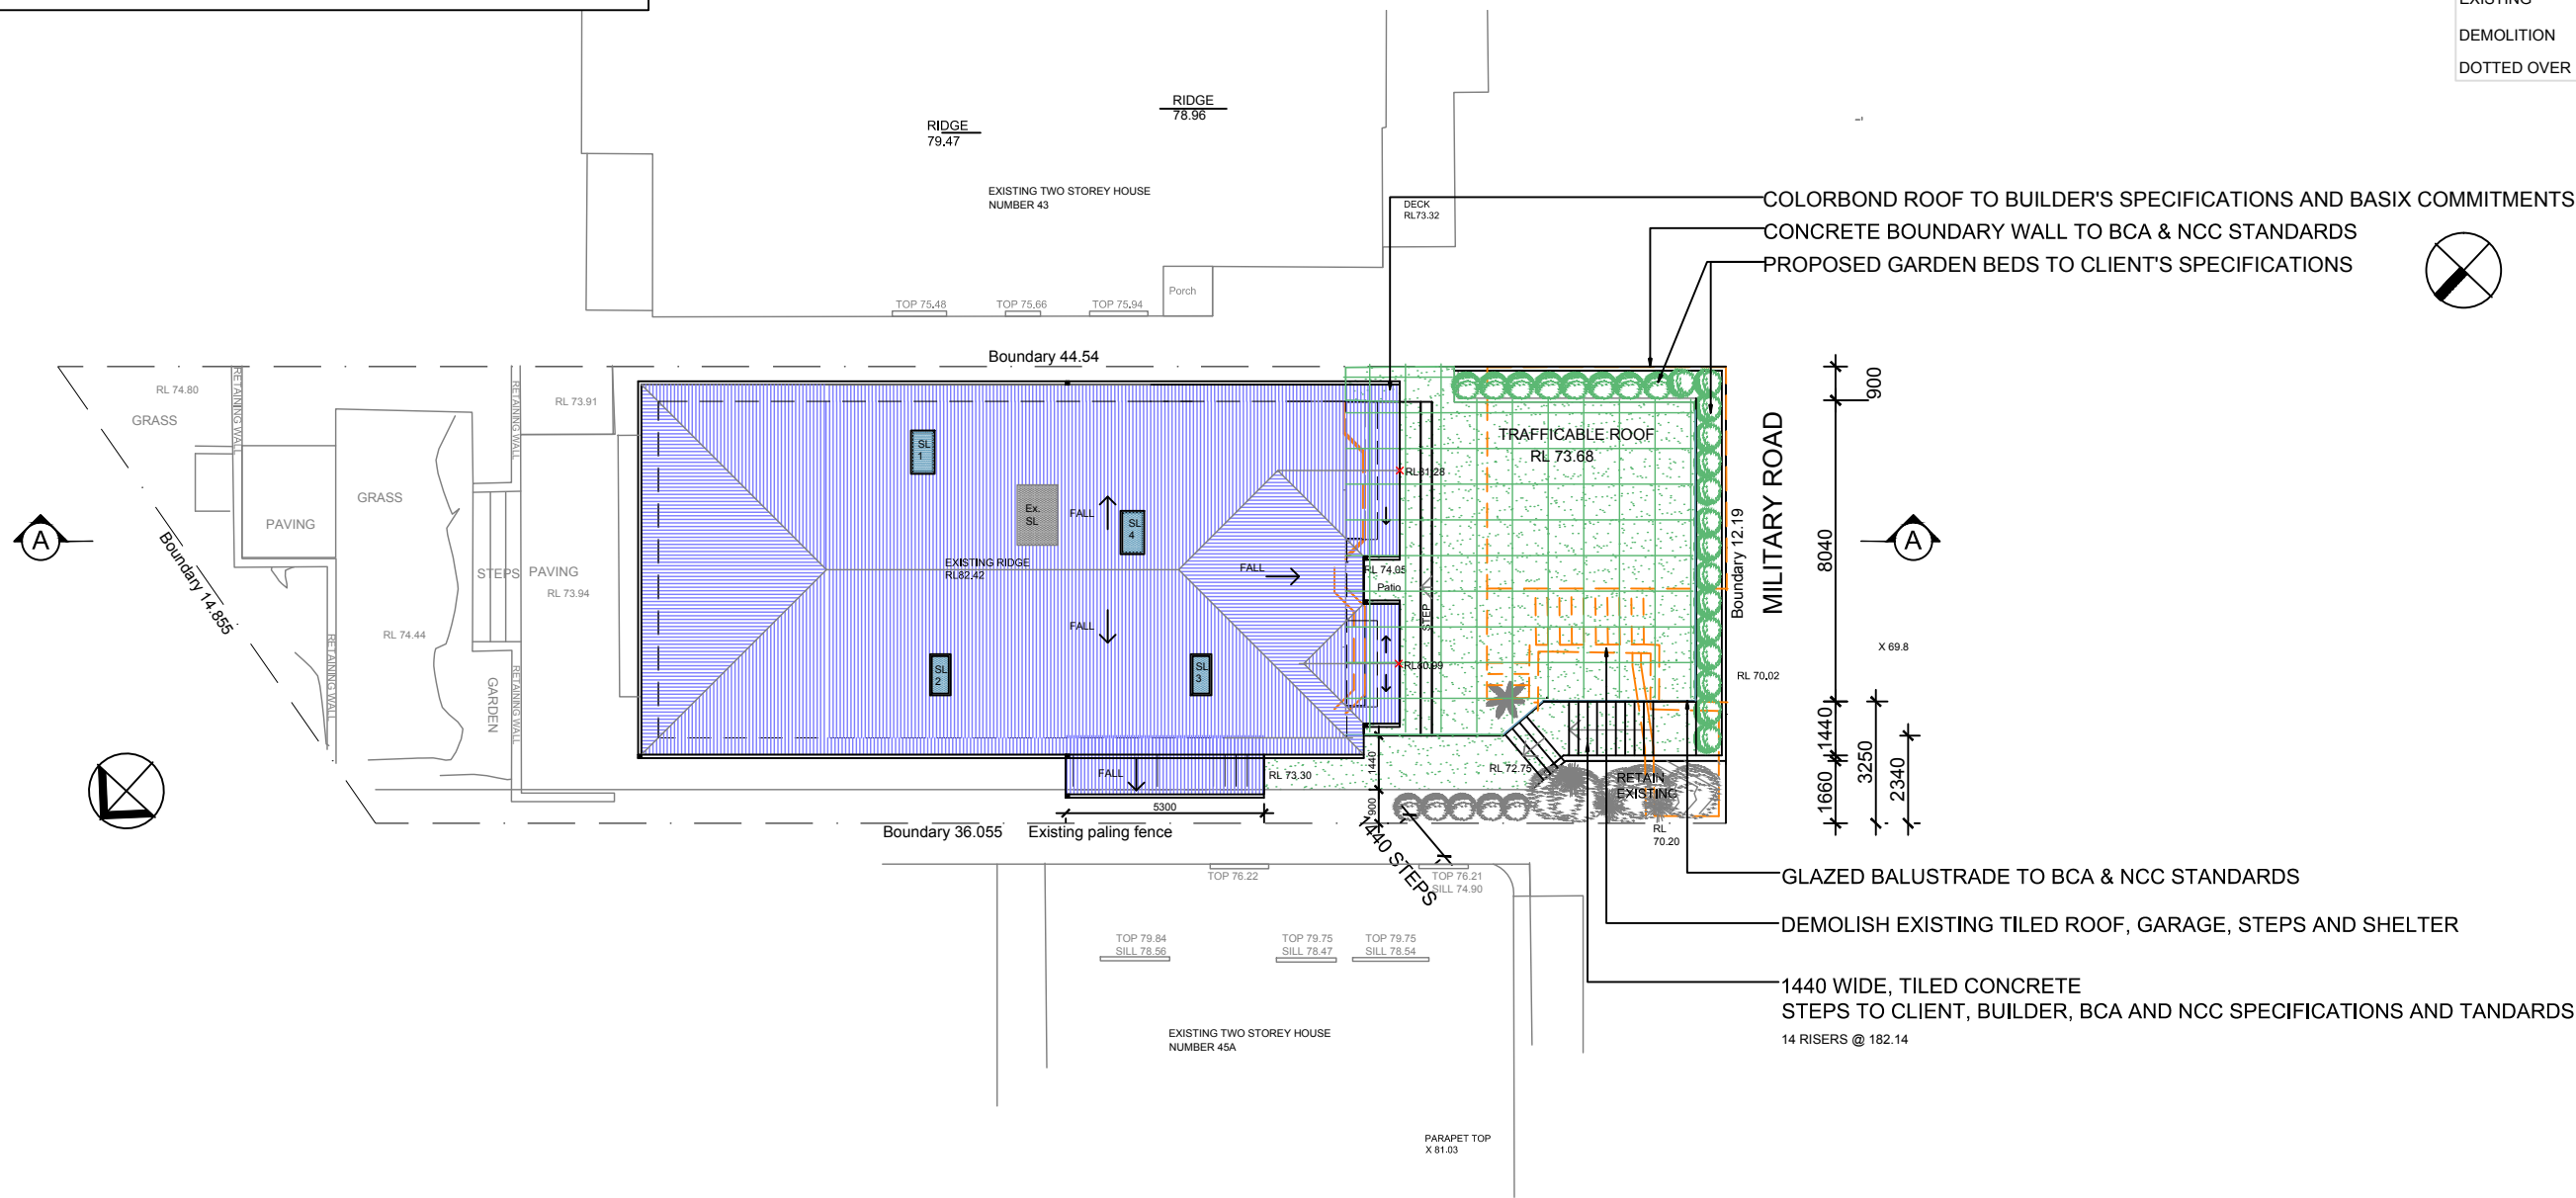 EXISTING
DEMOLITION
DOTTED OVER
RIDGE
78.96
RIDGE
79.47
EXISTING TWO STOREY HOUSE
NUMBER 43
DECK
RL73.32
COLORBOND ROOF TO BUILDER'S SPECIFICATIONS AND BASIX COMMITMENTS
CONCRETE BOUNDARY WALL TO BCA & NCC STANDARDS
PROPOSED GARDEN BEDS TO CLIENT'S SPECIFICATIONS
Porch
TOP 75.48
TOP 75.66
TOP 75.94
Boundary 44.54
RL 74.80
GRASS
RETAINING WALL
RETAINING WALL
RL 73.91
900
SL
1
TRAFFICABLE ROOF
RL 73.68
RL81.28
MILITARY ROAD
Boundary 12.19
8040
GRASS
PAVING
Ex.
SL
FALL
SL
4
A
A
Boundary 14.855
STEPS
PAVING
RL 73.94
EXISTING RIDGE
RL82.42
FALL
RL 74.05
Patio
STEP
FALL
RL 74.44
RETAINING WALL
GARDEN
RETAINING WALL
SL
2
SL
3
RL80.99
X 69.8
RL 70.02
1440
1660
3250
2340
FALL
RL 73.30
1440
900
RL 72.75
RETAIN
EXISTING
5300
Boundary 36.055
Existing paling fence
1440 STEPS
RL
70.20
TOP 76.22
TOP 76.21
SILL 74.90
GLAZED BALUSTRADE TO BCA & NCC STANDARDS
DEMOLISH EXISTING TILED ROOF, GARAGE, STEPS AND SHELTER
TOP 79.84
SILL 78.56
TOP 79.75
SILL 78.47
TOP 79.75
SILL 78.54
1440 WIDE, TILED CONCRETE
STEPS TO CLIENT, BUILDER, BCA AND NCC SPECIFICATIONS AND TANDARDS
14 RISERS @ 182.14
EXISTING TWO STOREY HOUSE
NUMBER 45A
PARAPET TOP
X 81.03